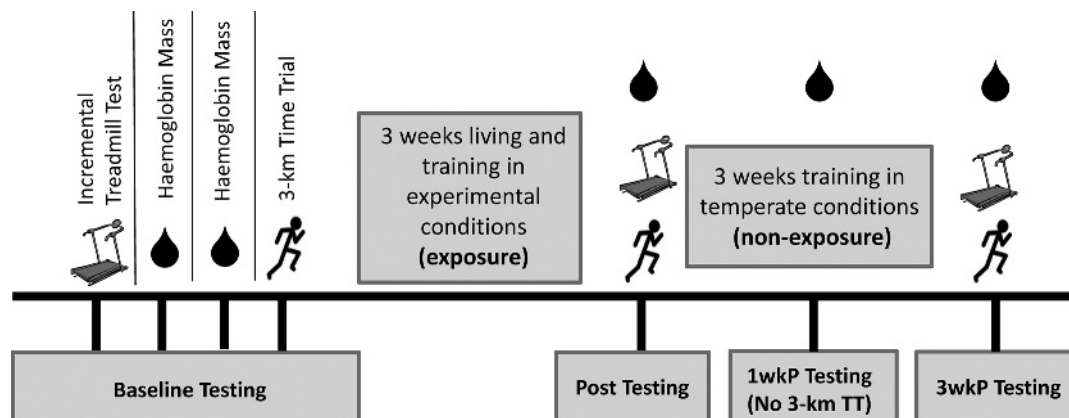 Incremental
Treadmill Test
Haemoglobin Mass
Haemoglobin Mass
3-km Time Trial
3 weeks living and
training in
experimental
conditions
(exposure)
3 weeks training in
temperate conditions
(non-exposure)
Baseline Testing
Post Testing
1wkP Testing
(No 3-km TT)
3wkP Testing